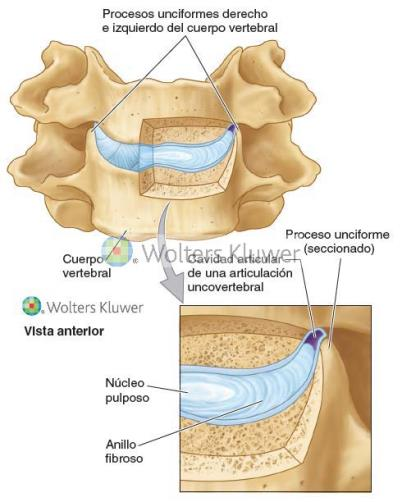 Procesos unciformes derecho
e izquierdo del cuerpo vertebral
Proceso unciforme
(seccionado)
Cuerpo
vertebral
Wolters Kluwer
Cavidad articular
de una articulación
uncovertebral
Wolters Kluwer
Vista anterior
Núcleo
pulposo
Anillo
fibroso